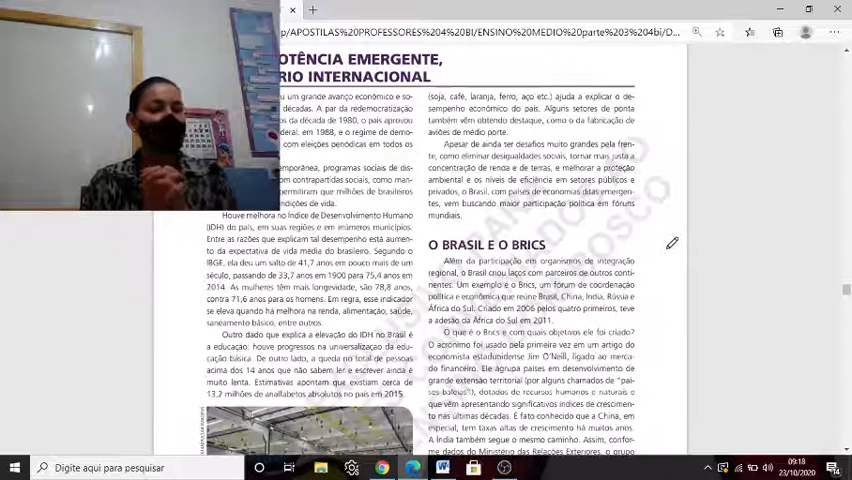 p/APOSTILAS%20PROFESSORES%204%20BI/ENSINO%20MEDIO%20parte%203%204bi/D...
OTÊNCIA EMERGENTE,
RIO INTERNACIONAL
u um grande avanço econômico e so-
décadas. A par da redemocratização
os da década de 1980, o país aprovou
deral, em 1988, e o regime de demo-
com eleições periódicas em todos os
temporânea, programas sociais de dis-
om contrapartidas sociais, como man-
permitiram que milhões de brasileiros
ndições de vida.
Houve melhora no Índice de Desenvolvimento Humano
(IDH) do país, em suas regiões e em inúmeros municípios.
Entre as razões que explicam tal desempenho está aumen-
to da expectativa de vida média do brasileiro. Segundo o
IBGE, ela deu um salto de 41,7 anos em pouco mais de um
século, passando de 33,7 anos em 1900 para 75,4 anos em
2014. As mulheres têm mais longevidade, são 78,8 anos,
contra 71,6 anos para os homens. Em regra, esse indicador
se eleva quando há melhora na renda, alimentação, saúde,
saneamento básico, entre outros.
Outro dado que explica a elevação do IDH no Brasil é
a educação: houve progressos na universalização da edu-
cação básica. De outro lado, a queda no total de pessoas
acima dos 14 anos que não sabem ler e escrever ainda é
muito lenta. Estimativas apontam que existiam cerca de
13,2 milhões de analfabetos absolutos no país em 2015.
(soja, café, laranja, ferro, aço etc.) ajuda a explicar o de-
sempenho econômico do país. Alguns setores de ponta
também vêm obtendo destaque, como o da fabricação de
aviões de médio porte.
Apesar de ainda ter desafios muito grandes pela fren-
te, como eliminar desigualdades sociais, tornar mais justa a
concentração de renda e de terras, e melhorar a proteção
ambiental e os níveis de eficiência em setores públicos e
privados, o Brasil, com países de economias ditas emergen-
tes, vem buscando maior participação política em fóruns
mundiais.
O BRASIL E O BRICS
Além da participação em organismos de integração
regional, o Brasil criou laços com parceiros de outros conti-
nentes. Um exemplo é o Brics, um fórum de coordenação
política e econômica que reúne Brasil, China, Índia, Rússia e
África do Sul. Criado em 2006 pelos quatro primeiros, teve
a adesão da África do Sul em 2011.
O que é o Brics e com quais objetivos ele foi criado?
O acrônimo foi usado pela primeira vez em um artigo do
economista estadunidense Jim O'Neill, ligado ao merca-
do financeiro. Ele agrupa países em desenvolvimento de
grande extensão territorial (por alguns chamados de "paí-
ses-baleias"), dotados de recursos humanos e naturais e
que vêm apresentando significativos índices de crescimen-
to nas últimas décadas. É fato conhecido que a China, em
especial, tem taxas altas de crescimento há muitos anos.
A Índia também segue o mesmo caminho. Assim, confor-
me dados do Ministério das Relações Exteriores, o grupo
Digite aqui para pesquisar
09:18
23/10/2020